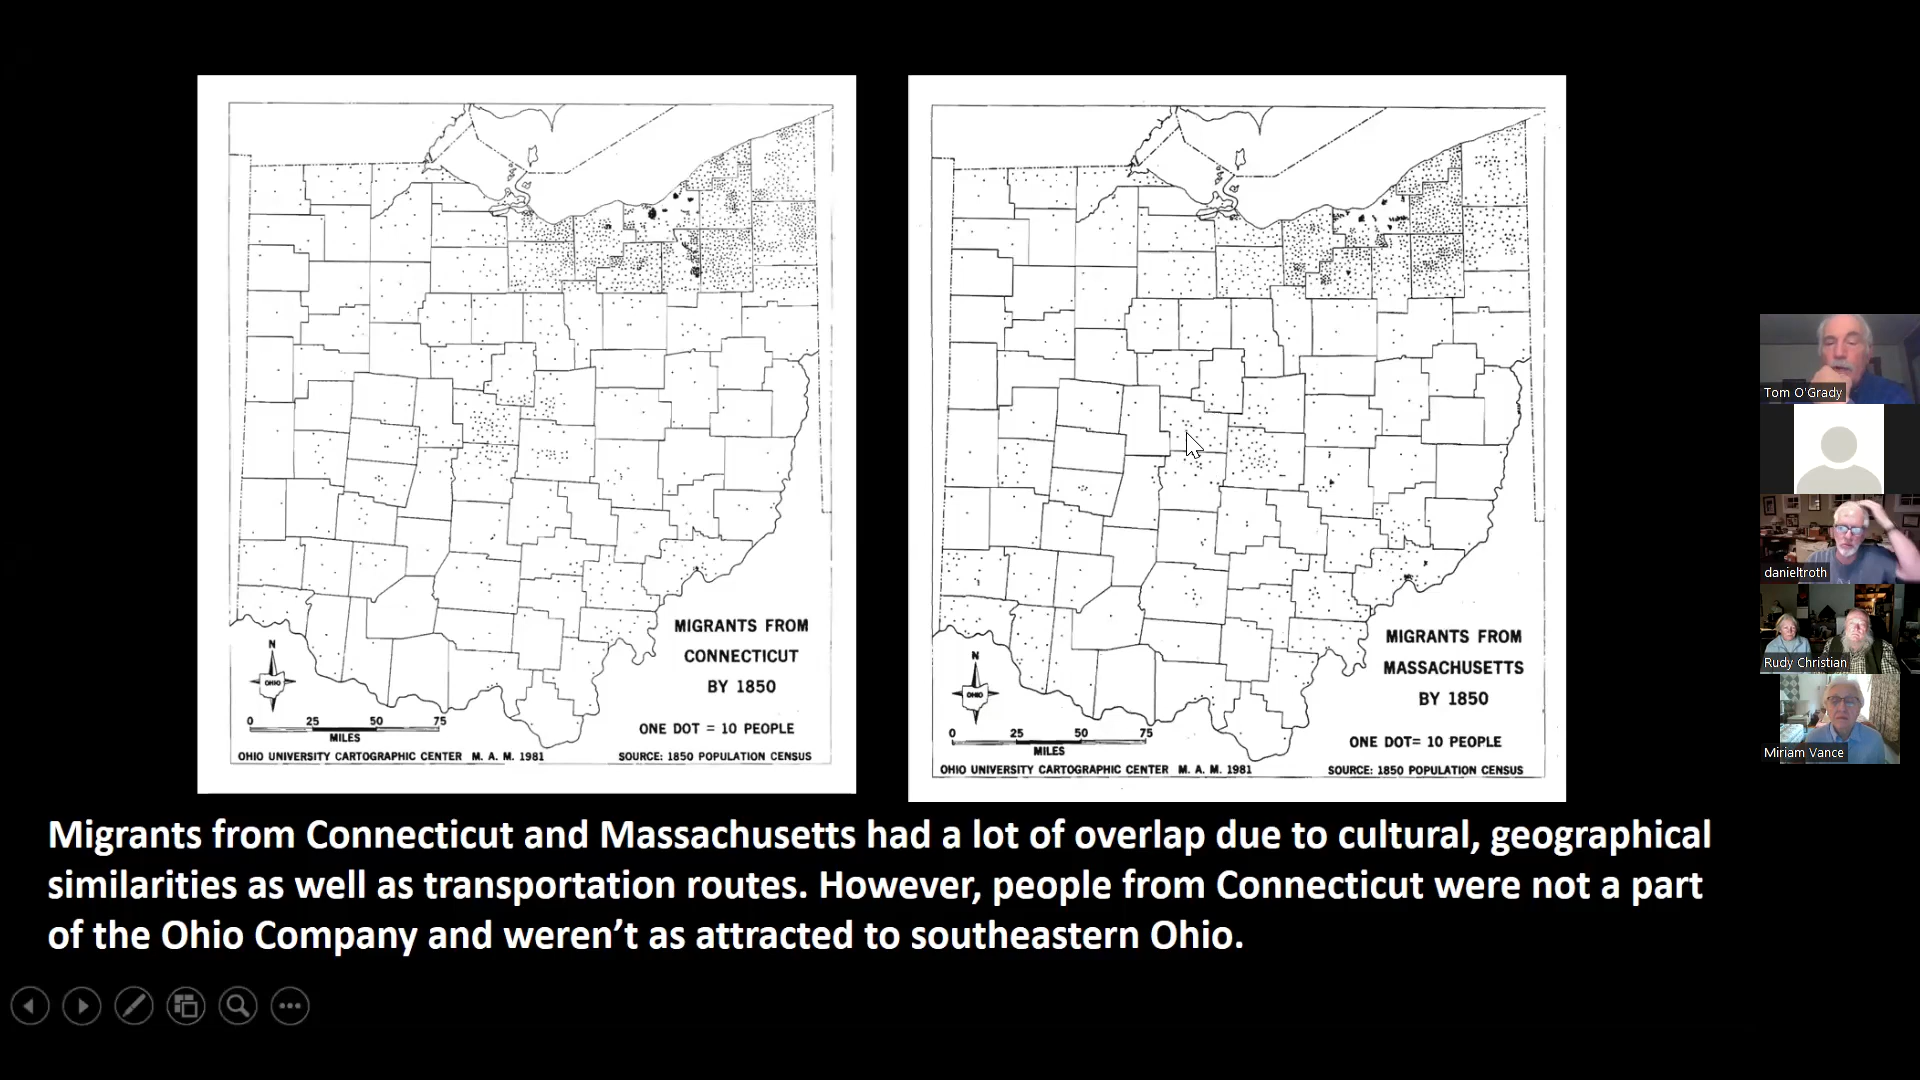 MIGRANTS FROM
CONNECTICUT
BY 1850
N
OHIO
0 25 50 75
MILES
ONE DOT = 10 PEOPLE
OHIO UNIVERSITY CARTOGRAPHIC CENTER M. A. M. 1981
SOURCE: 1850 POPULATION CENSUS
MIGRANTS FROM
MASSACHUSETTS
BY 1850
N
OHIO
0 25 50 75
MILES
ONE DOT= 10 PEOPLE
OHIO UNIVERSITY CARTOGRAPHIC CENTER M. A. M. 1981
SOURCE: 1850 POPULATION CENSUS
Migrants from Connecticut and Massachusetts had a lot of overlap due to cultural, geographical
similarities as well as transportation routes. However, people from Connecticut were not a part
of the Ohio Company and weren’t as attracted to southeastern Ohio.
Tom O'Grady
danieltroth
Rudy Christian
Miriam Vance